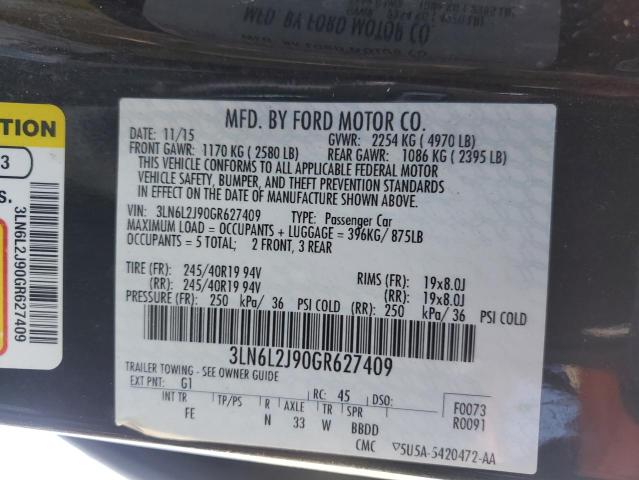 MFD. BY FORD MOTOR CO
TION
3
s.
3LN6L2J90GR627409
MFD. BY FORD MOTOR CO.
DATE: 11/15 GVWR: 2254 KG ( 4970 LB)
FRONT GAWR: 1170 KG ( 2580 LB) REAR GAWR: 1086 KG ( 2395 LB)
THIS VEHICLE CONFORMS TO ALL APPLICABLE FEDERAL MOTOR
VEHICLE SAFETY, BUMPER, AND THEFT PREVENTION STANDARDS
IN EFFECT ON THE DATE OF MANUFACTURE SHOWN ABOVE.
VIN: 3LN6L2J90GR627409 TYPE: Passenger Car
MAXIMUM LOAD = OCCUPANTS + LUGGAGE = 396KG/ 875LB
OCCUPANTS = 5 TOTAL; 2 FRONT, 3 REAR
TIRE (FR): 245/40R19 94V RIMS (FR): 19x8.0J
(RR): 245/40R19 94V (RR): 19x8.0J
PRESSURE (FR): 250 kPa/ 36 PSI COLD (RR) 250 kPa/ 36 PSI COLD
3LN6L2J90GR627409
TRAILER TOWING - SEE OWNER GUIDE
EXT PNT: G1 RC: 45 DSO: F0073
INT TR TP/PS R AXLE TR SPR R0091
FE N 33 W BBDD
CMC 5U5A-5420472-AA